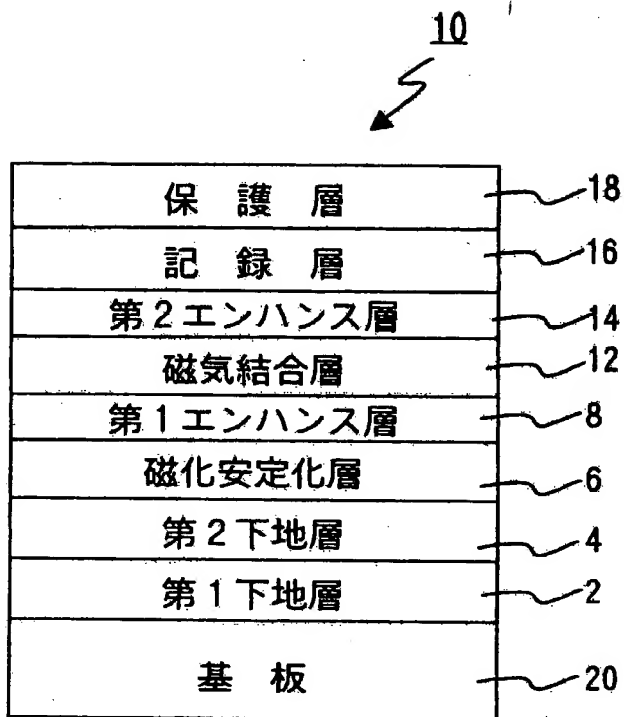 10
保護層 18
記録層 16
第2エンハンス層 14
磁気結合層 12
第1エンハンス層 8
磁化安定化層 6
第2下地層 4
第1下地層 2
基板 20